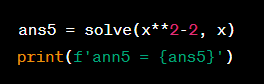 ans5 = solve(x**2-2, x)
print(f'ann5 = {ans5}')